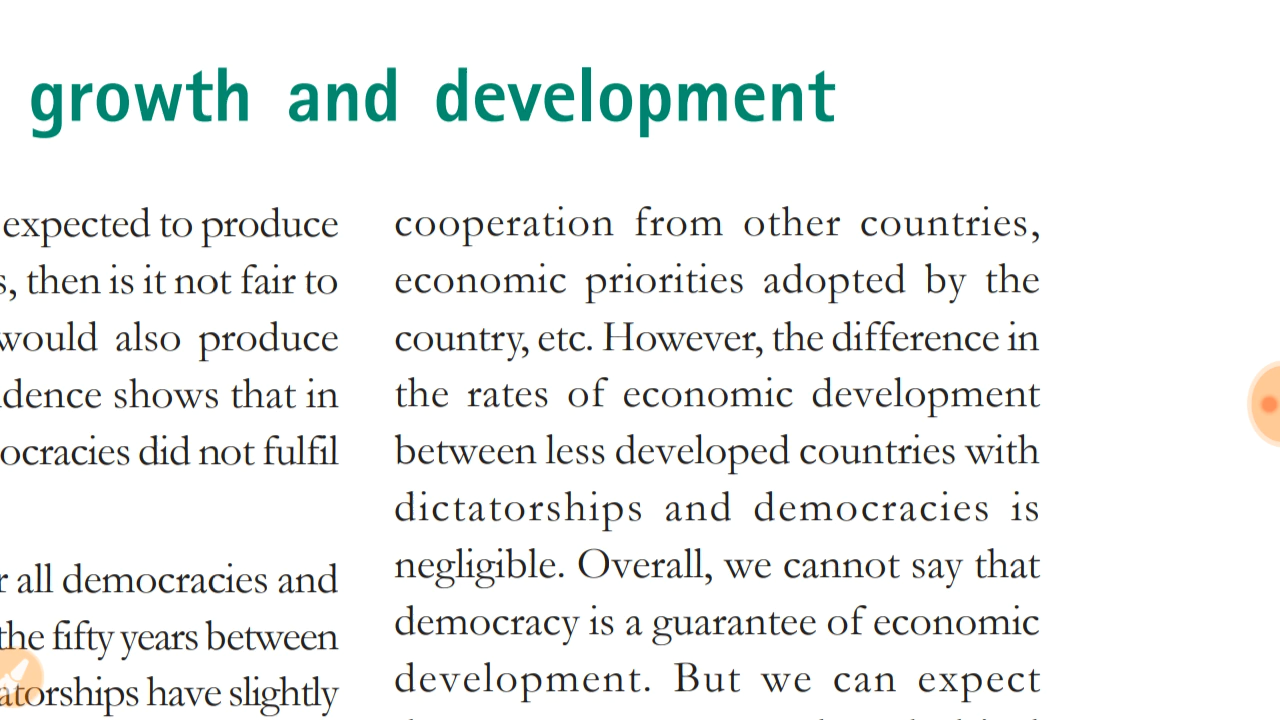 growth and development
expected to produce
then is it not fair to
would also produce
shows that in
did not fulfil
all democracies and
the fifty years between
have slightly
cooperation from other countries,
economic priorities adopted by the
country, etc. However, the difference in
the rates of economic development
between less developed countries with
dictatorships and democracies is
negligible. Overall, we cannot say that
democracy is a guarantee of economic
development. But we can expect